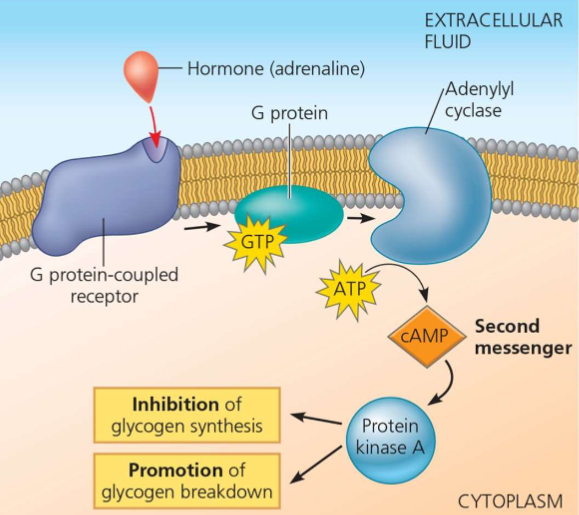 EXTRACELLULAR
FLUID
Hormone (adrenaline)
Adenylyl
cyclase
G protein
GTP
G protein-coupled
receptor
ATP
cAMP
Second
messenger
Inhibition of
glycogen synthesis
Protein
kinase A
Promotion of
glycogen breakdown
CYTOPLASM